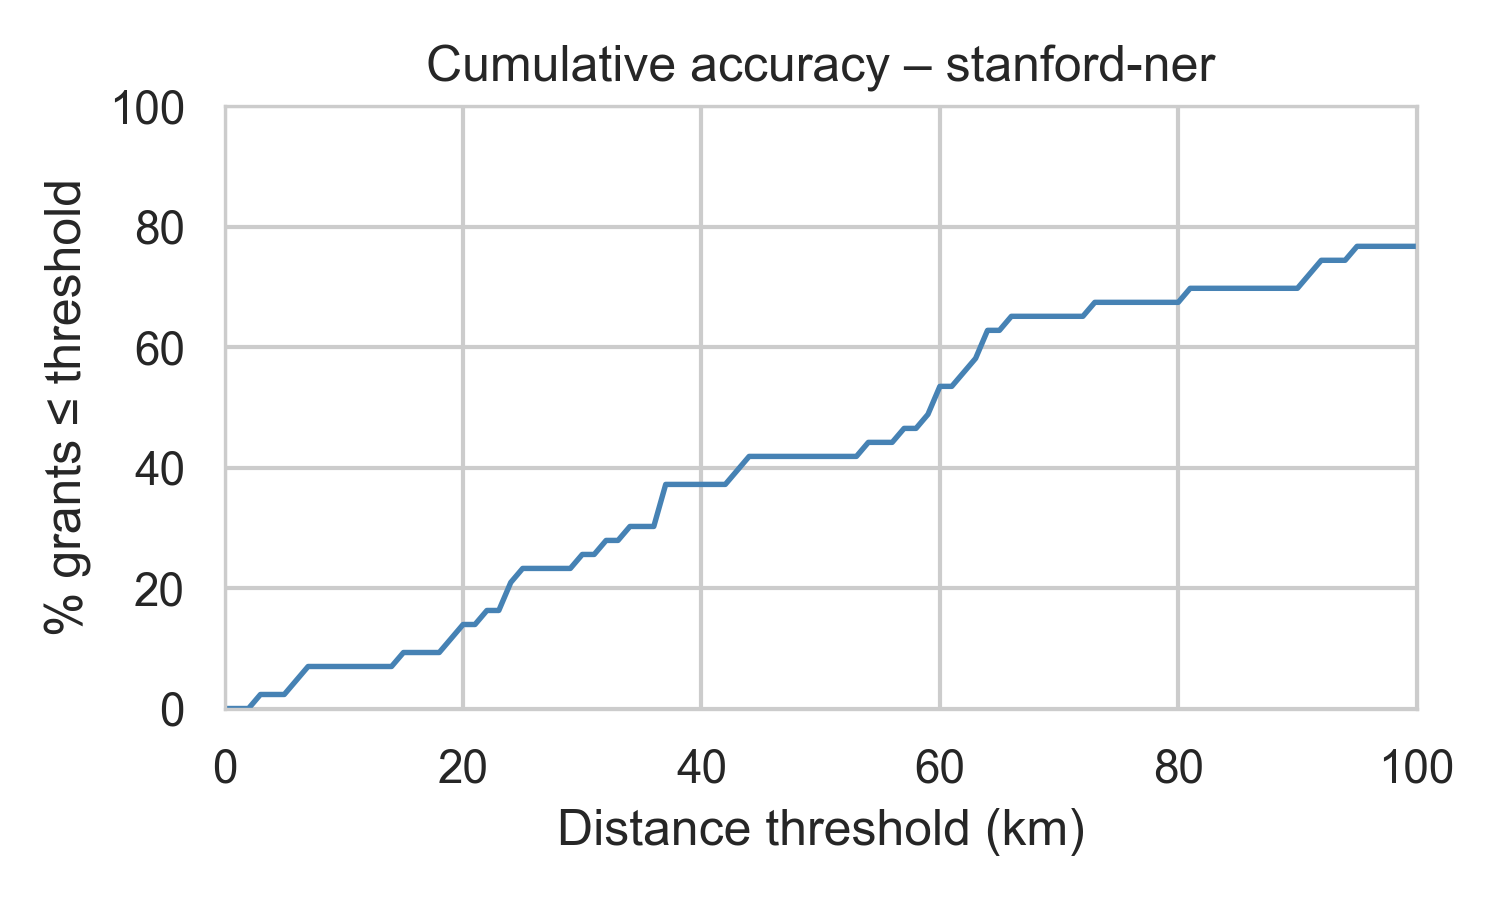 Cumulative accuracy – stanford-ner
% grants ≤ threshold
100
80
60
40
20
0
0 20 40 60 80 100
Distance threshold (km)